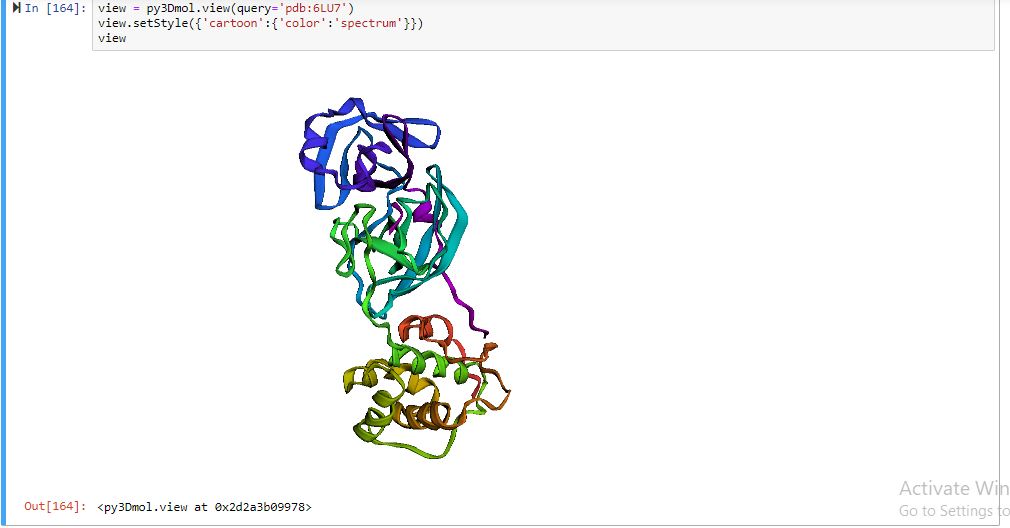 In [164]: view = py3Dmol.view(query='pdb:6LU7')
view.setStyle({'cartoon':{'color':'spectrum'}})
view
Out[164]: <py3Dmol.view at 0x2d2a3b09978>
Activate Win
Go to Settings to